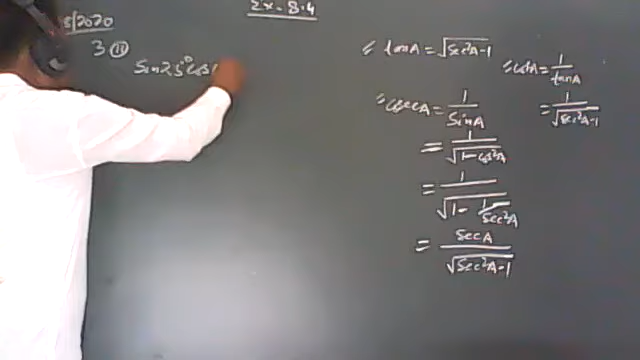 Ex-8.4
/2020
3 (ii)
Sin25° Cos
∴ tanA = √Sec²A-1
∴ CotA = 1/tanA
= 1/√Sec²A-1
∴ CosecA = 1/SinA
= 1/√1-Cos²A
= 1/√1-1/Sec²A
= SecA/√Sec²A-1